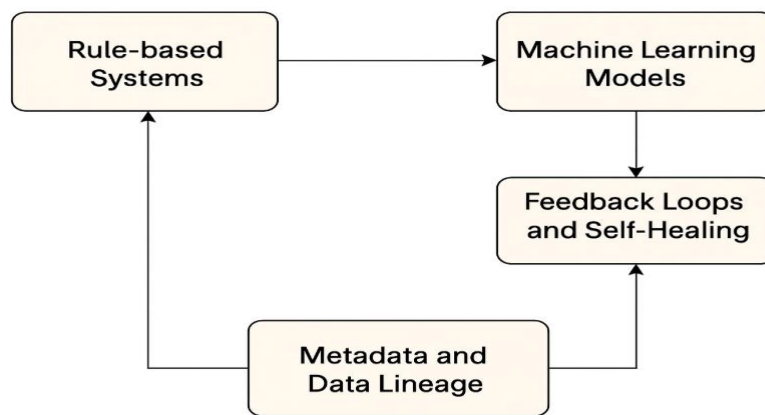 Rule-based
Systems
Machine Learning
Models
Feedback Loops
and Self-Healing
Metadata and
Data Lineage